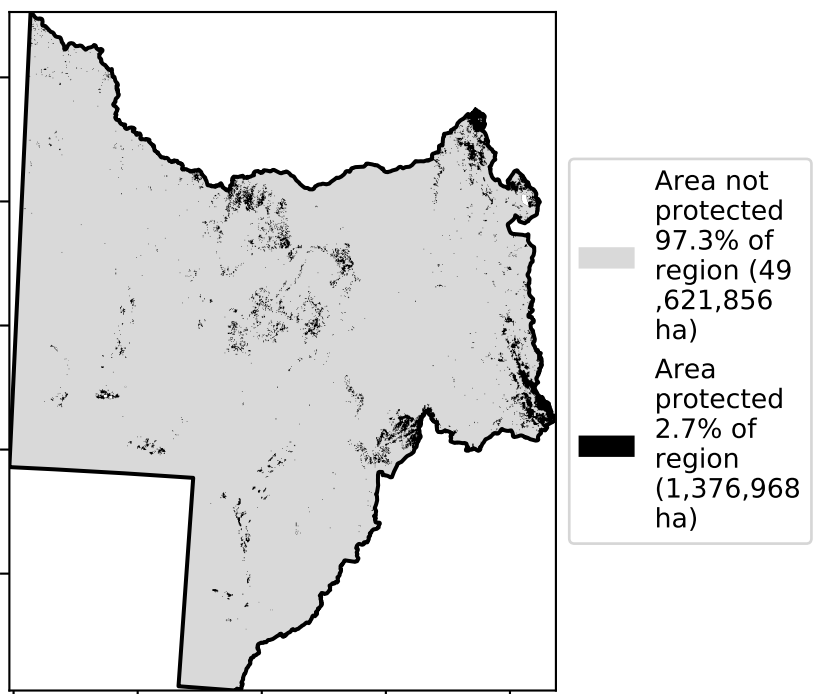 Area not
protected
97.3% of
region (49
,621,856
ha)
Area
protected
2.7% of
region
(1,376,968
ha)